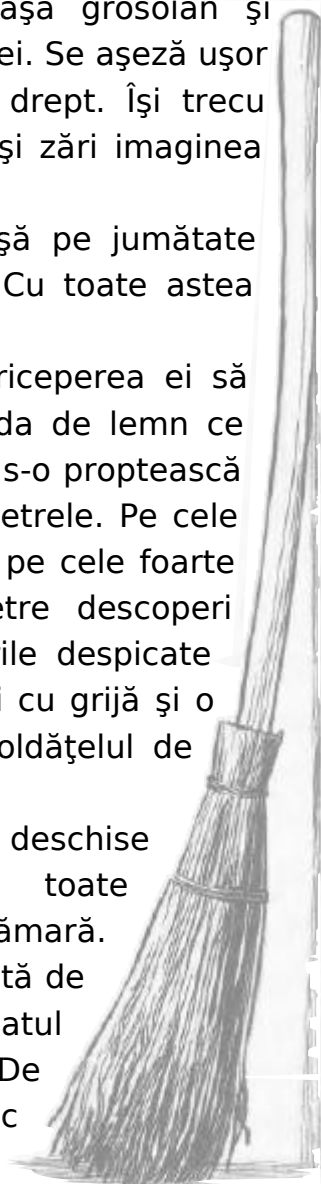 aşa grosolan şi
ei. Se aşeză uşor
drept. Îşi trecu
şi zări imaginea
şă pe jumătate
Cu toate astea
riceperea ei să
da de lemn ce
s-o proptească
etrele. Pe cele
pe cele foarte
etre descoperi
ile despicate
i cu grijă şi o
oldăţelul de
deschise
toate
ămară.
tă de
atul
De
c